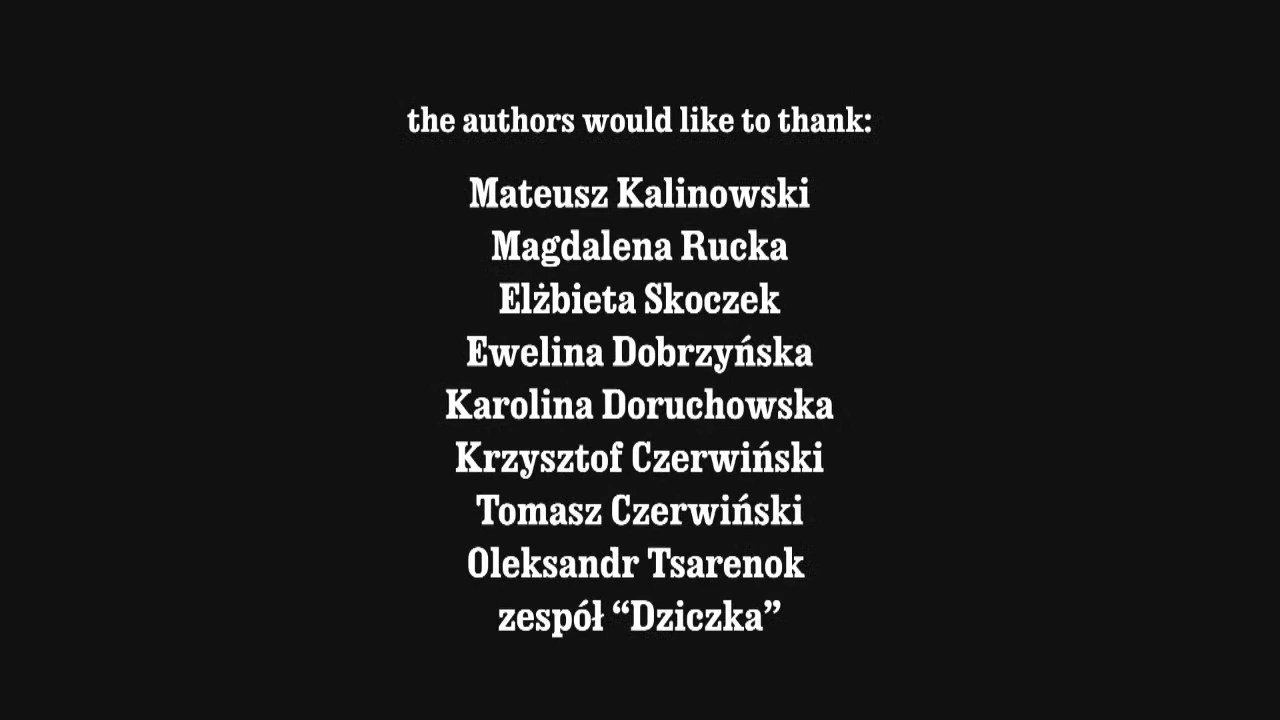 the authors would like to thank:
Mateusz Kalinowski
Magdalena Rucka
Elżbieta Skoczek
Ewelina Dobrzyńska
Karolina Doruchowska
Krzysztof Czerwiński
Tomasz Czerwiński
Oleksandr Tsarenok
zespół “Dziczka”